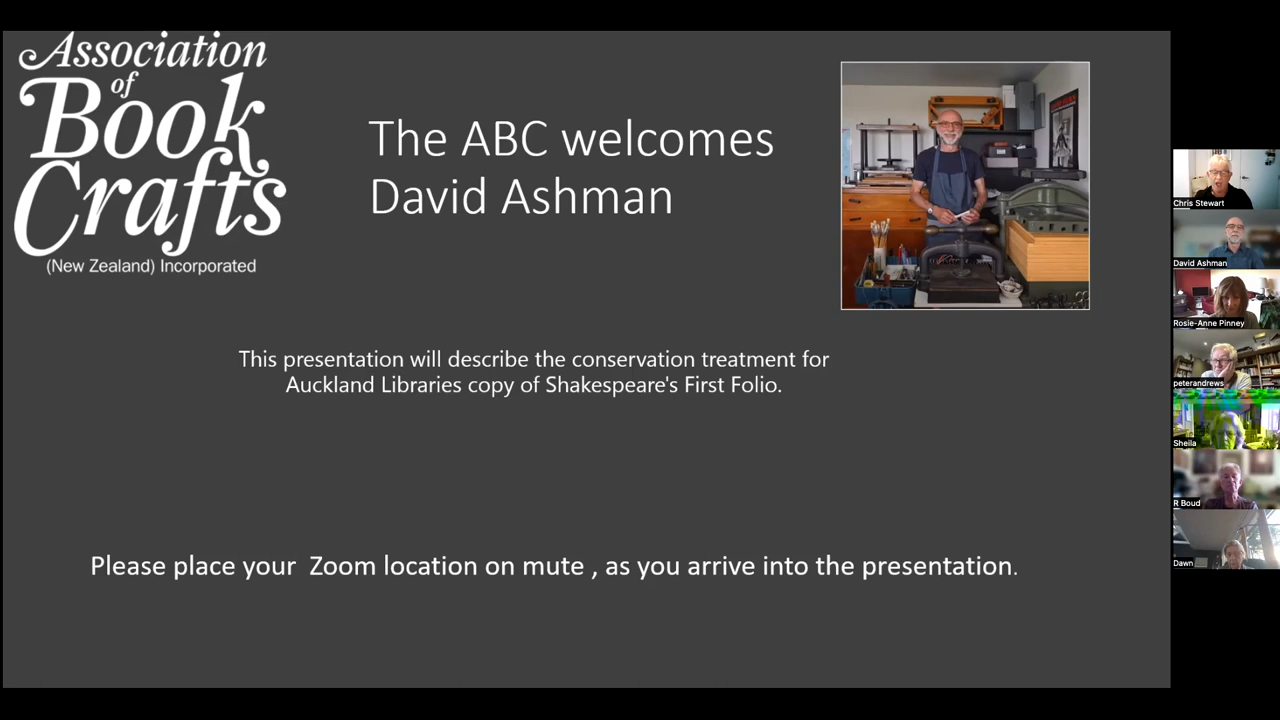 Association
of
Book
Crafts
(New Zealand) Incorporated
The ABC welcomes
David Ashman
This presentation will describe the conservation treatment for
Auckland Libraries copy of Shakespeare's First Folio.
Please place your  Zoom location on mute , as you arrive into the presentation.
Chris Stewart
David Ashman
Rosie-Anne Pinney
peterandrews
Sheila
R Boud
Dawn